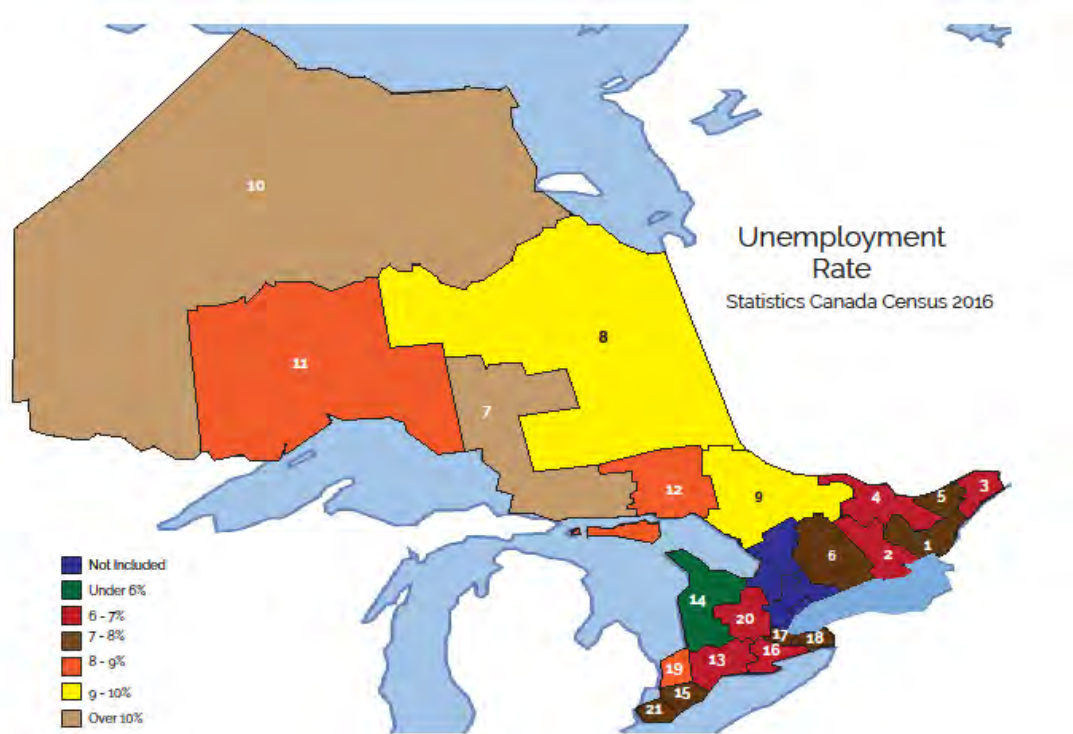 10
Unemployment
Rate
Statistics Canada Census 2016
8
11
7
12
9
4
5
3
1
2
6
14
20
17
18
16
13
19
15
21
Not Included
Under 6%
6 - 7%
7 - 8%
8 - 9%
9 - 10%
Over 10%